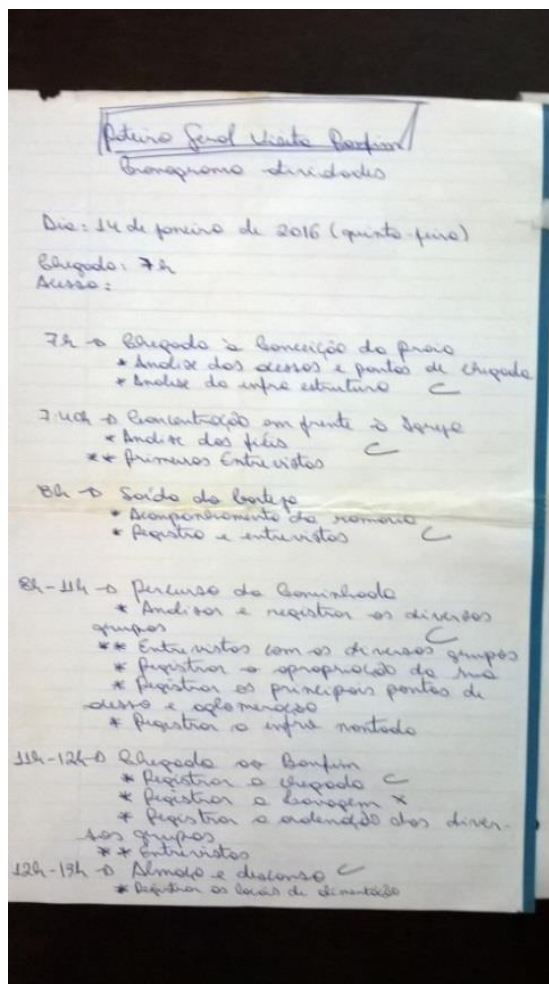 Roteiro Geral Visita Bonfim
Cronograma atividades
Dia: 14 de janeiro de 2016 (quinta-feira)
Chegada: 7h
Acesso:
7h → Chegada à Conceição da Praia
* Analise dos acessos e pontos de chegada
* Analise da infra estrutura C
7:40h → Concentração em frente à Igreja
* Analise dos fiéis C
** Primeiras Entrevistas
8h → Saída do Cortejo
* Acompanhamento da romaria
* Registro e entrevistas C
8h-11h → Percurso da Caminhada
* Analisar e registrar os diversos
grupos C
** Entrevistas com os diversos grupos
* Registrar a apropriação da rua
* Registrar os principais pontos de
acesso e aglomeração
* Registrar a infra montada
11h-12h → Chegada ao Bonfim
* Registrar a chegada C
* Registrar a lavagem x
* Registrar a ordenação dos diver-
sos grupos
** Entrevistas
12h-13h → Almoço e descanso C
* Registrar os locais de alimentação